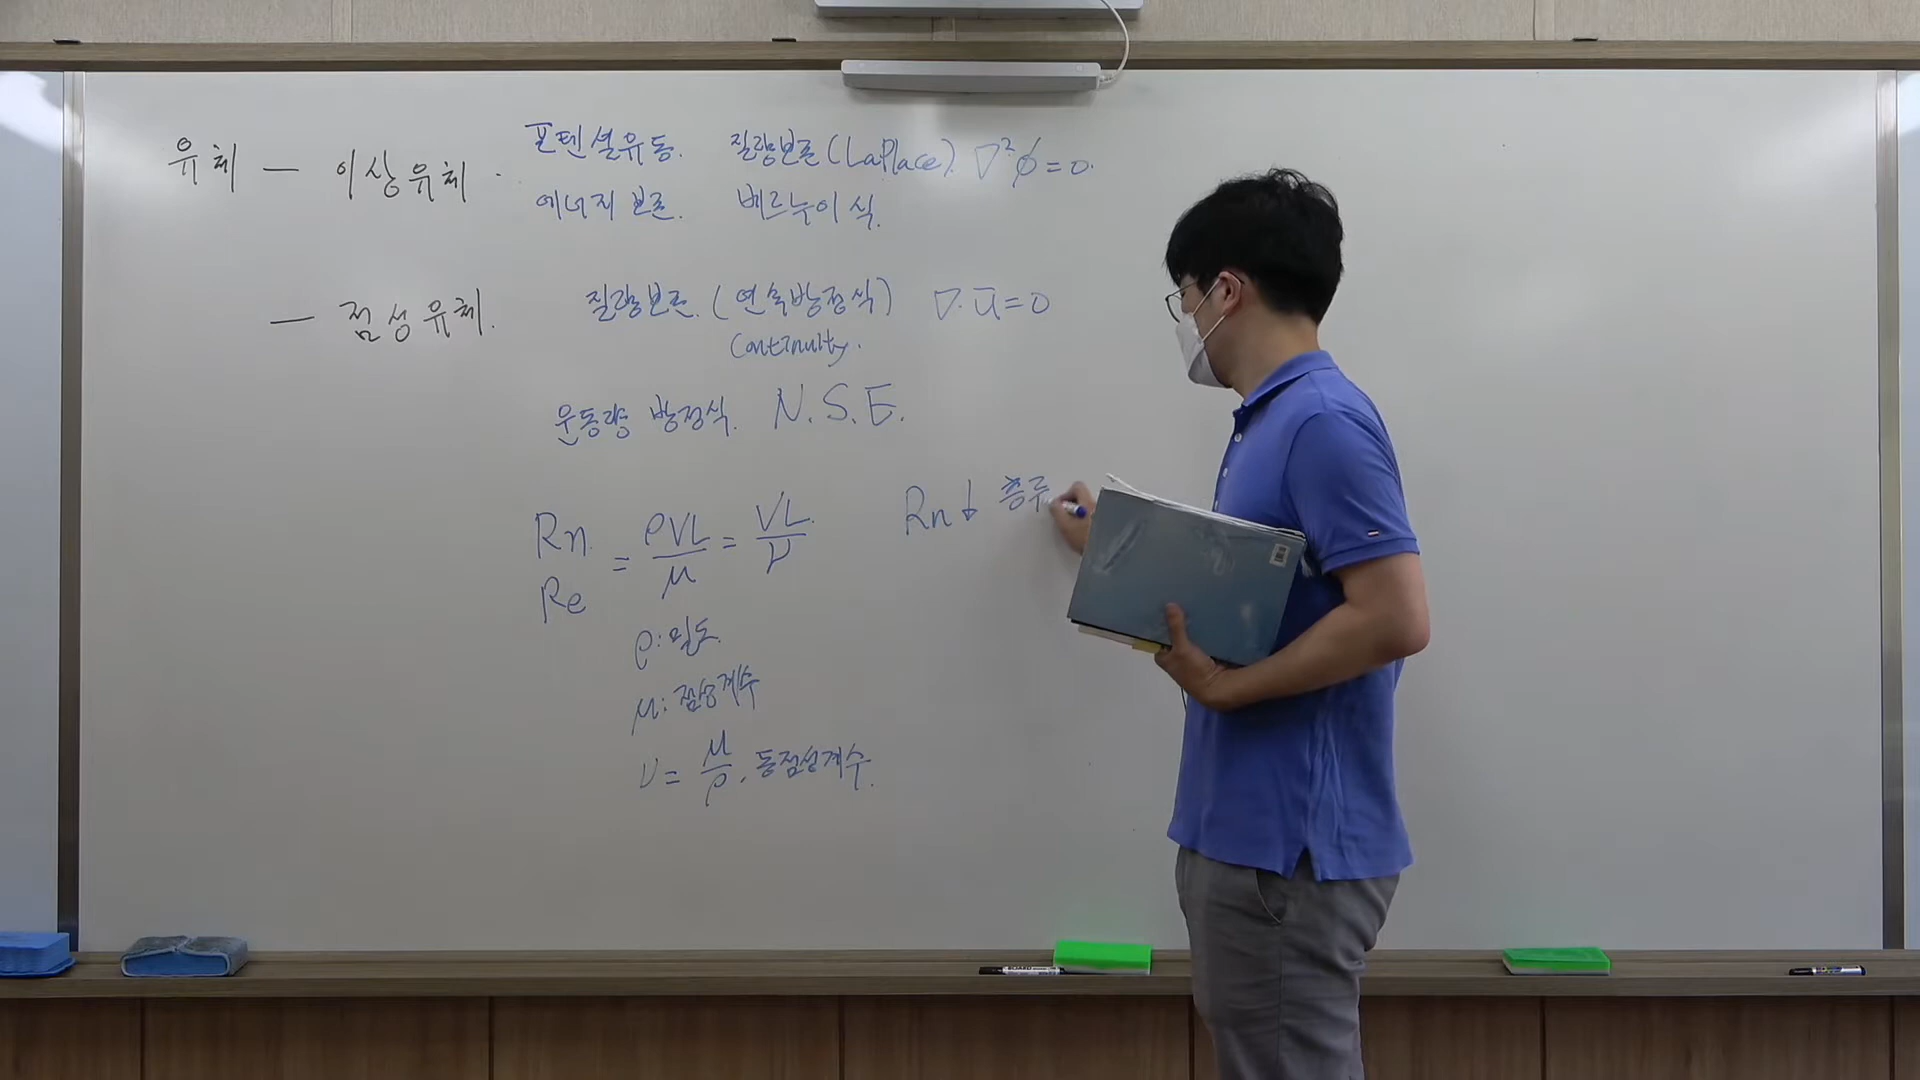 유체 — 이상유체. 포텐셜유동. 질량보존 (LaPlace). ∇²φ = 0.
에너지 보존. 베르누이 식.
— 점성유체. 질량보존. (연속방정식) ∇·ū = 0
Continuity.
운동량 방정식. N.S.E.
Rn. Re = ρVL/μ = VL/ν
Rn↓ 층류
ρ: 밀도.
μ: 점성계수
ν = μ/ρ. 동점성계수.